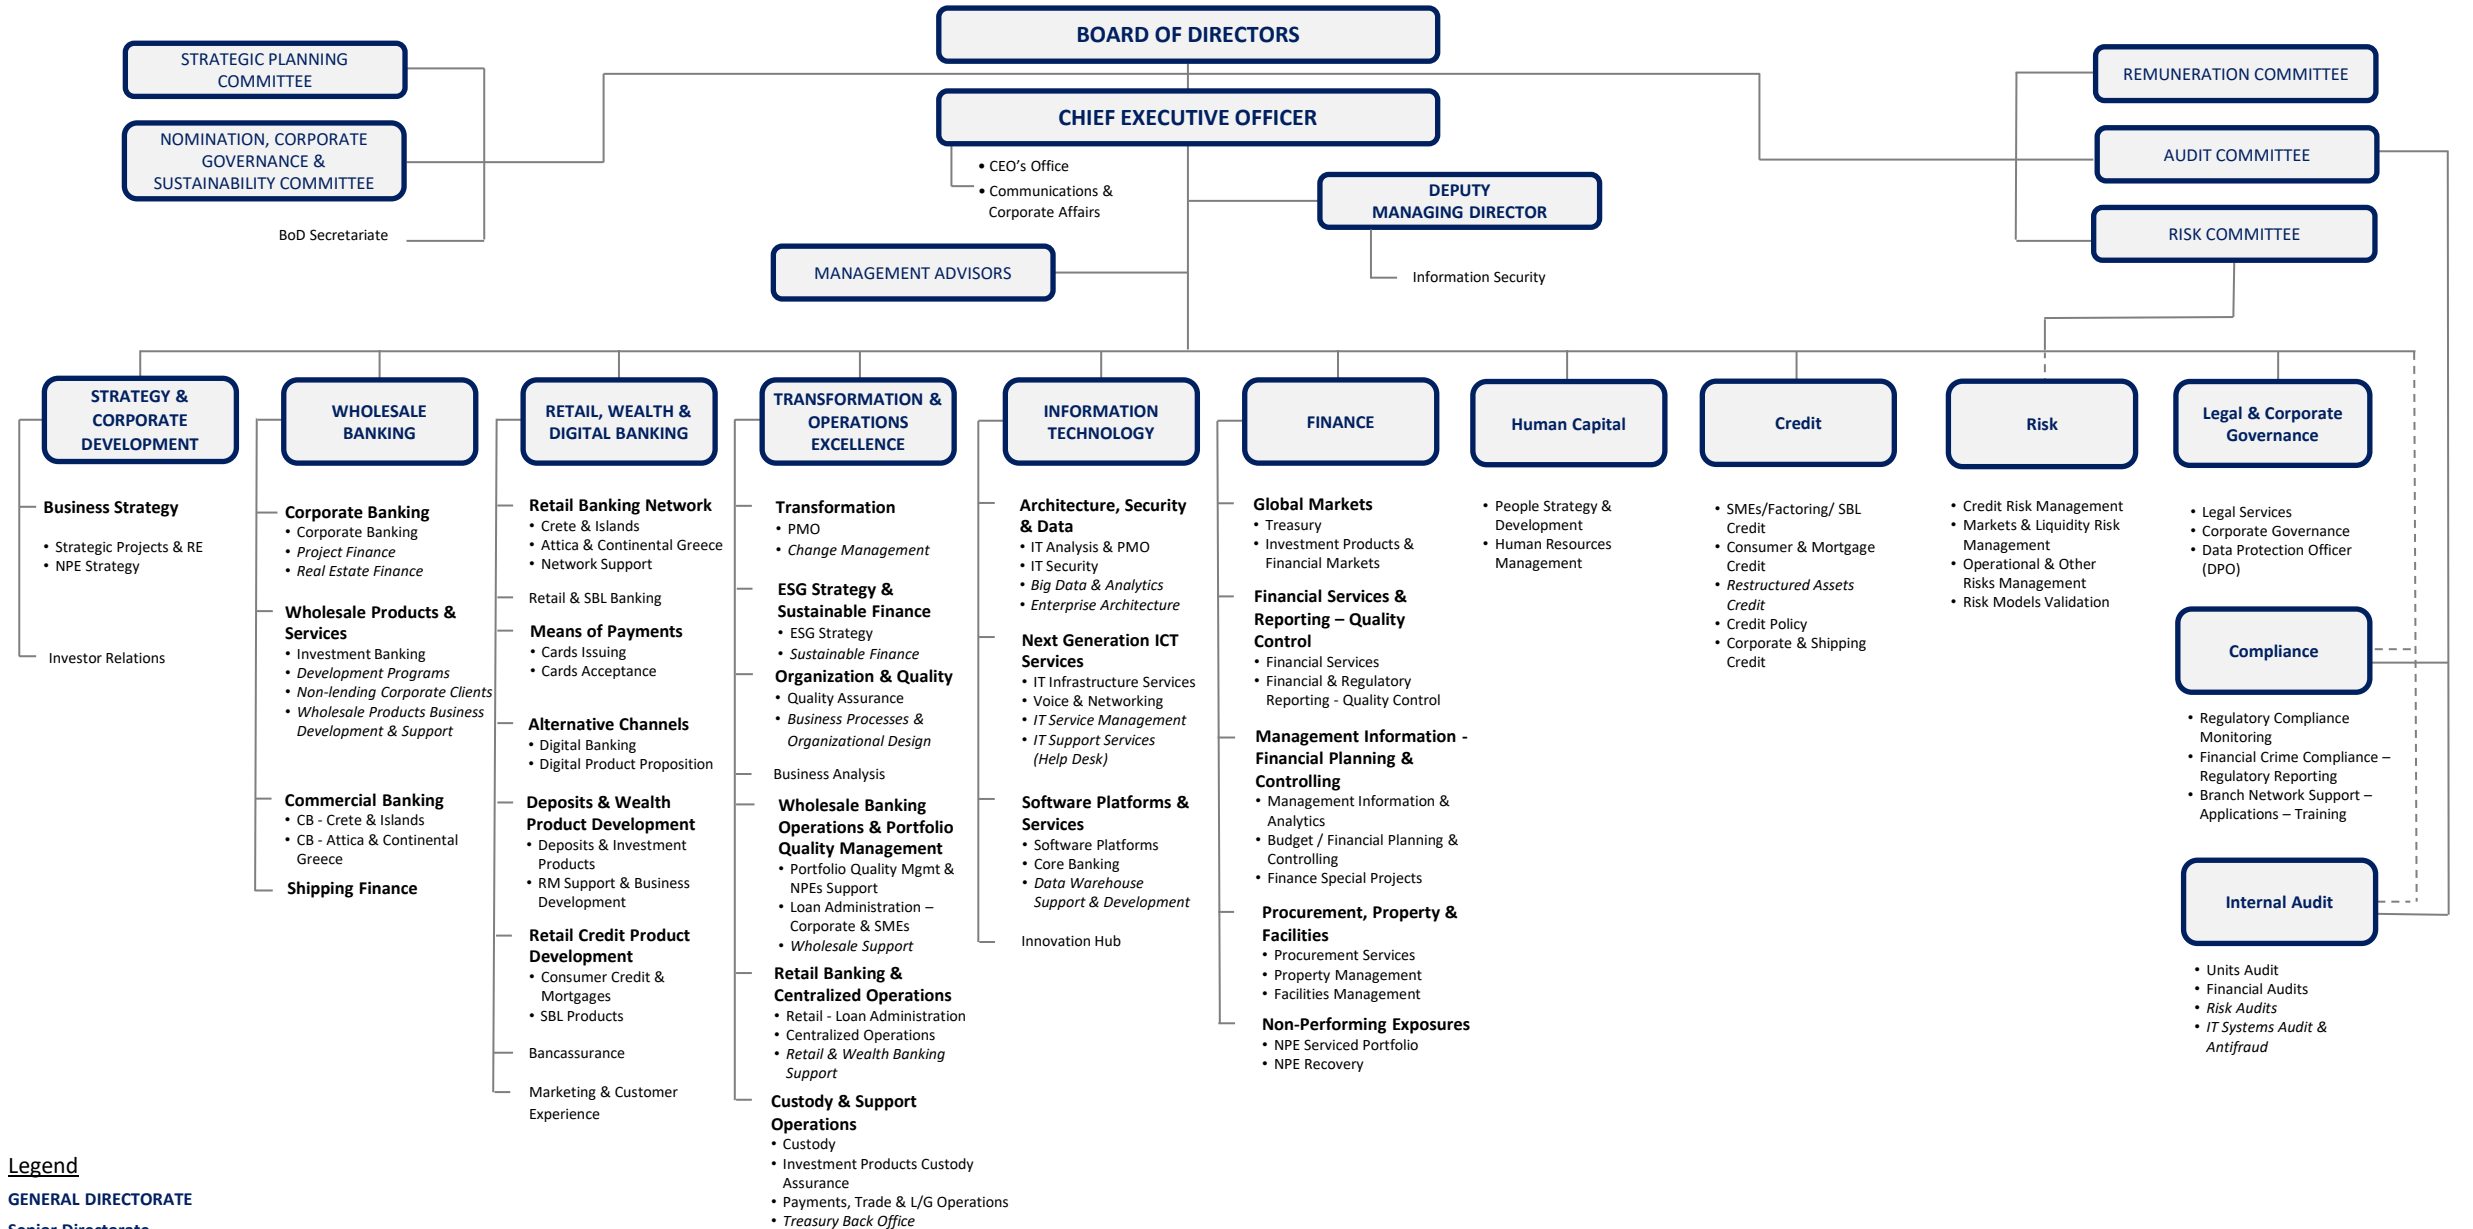 BOARD OF DIRECTORS
STRATEGIC PLANNING
COMMITTEE
REMUNERATION COMMITTEE
CHIEF EXECUTIVE OFFICER
NOMINATION, CORPORATE
GOVERNANCE &
SUSTAINABILITY COMMITTEE
AUDIT COMMITTEE
• CEO's Office
• Communications &
Corporate Affairs
DEPUTY
MANAGING DIRECTOR
BoD Secretariate
RISK COMMITTEE
MANAGEMENT ADVISORS
Information Security
STRATEGY &
CORPORATE
DEVELOPMENT
Business Strategy
• Strategic Projects & RE
• NPE Strategy
Investor Relations
WHOLESALE
BANKING
Corporate Banking
• Corporate Banking
• Project Finance
• Real Estate Finance
Wholesale Products &
Services
• Investment Banking
• Development Programs
• Non-lending Corporate Clients
• Wholesale Products Business
Development & Support
Commercial Banking
• CB - Crete & Islands
• CB - Attica & Continental
Greece
Shipping Finance
RETAIL, WEALTH &
DIGITAL BANKING
Retail Banking Network
• Crete & Islands
• Attica & Continental Greece
• Network Support
Retail & SBL Banking
Means of Payments
• Cards Issuing
• Cards Acceptance
Alternative Channels
• Digital Banking
• Digital Product Proposition
Deposits & Wealth
Product Development
• Deposits & Investment
Products
• RM Support & Business
Development
Retail Credit Product
Development
• Consumer Credit &
Mortgages
• SBL Products
Bancassurance
Marketing & Customer
Experience
TRANSFORMATION &
OPERATIONS
EXCELLENCE
Transformation
• PMO
• Change Management
ESG Strategy &
Sustainable Finance
• ESG Strategy
• Sustainable Finance
Organization & Quality
• Quality Assurance
• Business Processes &
Organizational Design
Business Analysis
Wholesale Banking
Operations & Portfolio
Quality Management
• Portfolio Quality Mgmt &
NPEs Support
• Loan Administration –
Corporate & SMEs
• Wholesale Support
Retail Banking &
Centralized Operations
• Retail - Loan Administration
• Centralized Operations
• Retail & Wealth Banking
Support
Custody & Support
Operations
• Custody
• Investment Products Custody
Assurance
• Payments, Trade & L/G Operations
• Treasury Back Office
INFORMATION
TECHNOLOGY
Architecture, Security
& Data
• IT Analysis & PMO
• IT Security
• Big Data & Analytics
• Enterprise Architecture
Next Generation ICT
Services
• IT Infrastructure Services
• Voice & Networking
• IT Service Management
• IT Support Services
(Help Desk)
Software Platforms &
Services
• Software Platforms
• Core Banking
• Data Warehouse
Support & Development
Innovation Hub
FINANCE
Global Markets
• Treasury
• Investment Products &
Financial Markets
Financial Services &
Reporting – Quality
Control
• Financial Services
• Financial & Regulatory
Reporting - Quality Control
Management Information -
Financial Planning &
Controlling
• Management Information &
Analytics
• Budget / Financial Planning &
Controlling
• Finance Special Projects
Procurement, Property &
Facilities
• Procurement Services
• Property Management
• Facilities Management
Non-Performing Exposures
• NPE Serviced Portfolio
• NPE Recovery
Human Capital
• People Strategy &
Development
• Human Resources
Management
Credit
• SMEs/Factoring/ SBL
Credit
• Consumer & Mortgage
Credit
• Restructured Assets
Credit
• Credit Policy
• Corporate & Shipping
Credit
Risk
• Credit Risk Management
• Markets & Liquidity Risk
Management
• Operational & Other
Risks Management
• Risk Models Validation
Legal & Corporate
Governance
• Legal Services
• Corporate Governance
• Data Protection Officer
(DPO)
Compliance
• Regulatory Compliance
Monitoring
• Financial Crime Compliance –
Regulatory Reporting
• Branch Network Support –
Applications – Training
Internal Audit
• Units Audit
• Financial Audits
• Risk Audits
• IT Systems Audit &
Antifraud
Legend
GENERAL DIRECTORATE
Senior Directorate